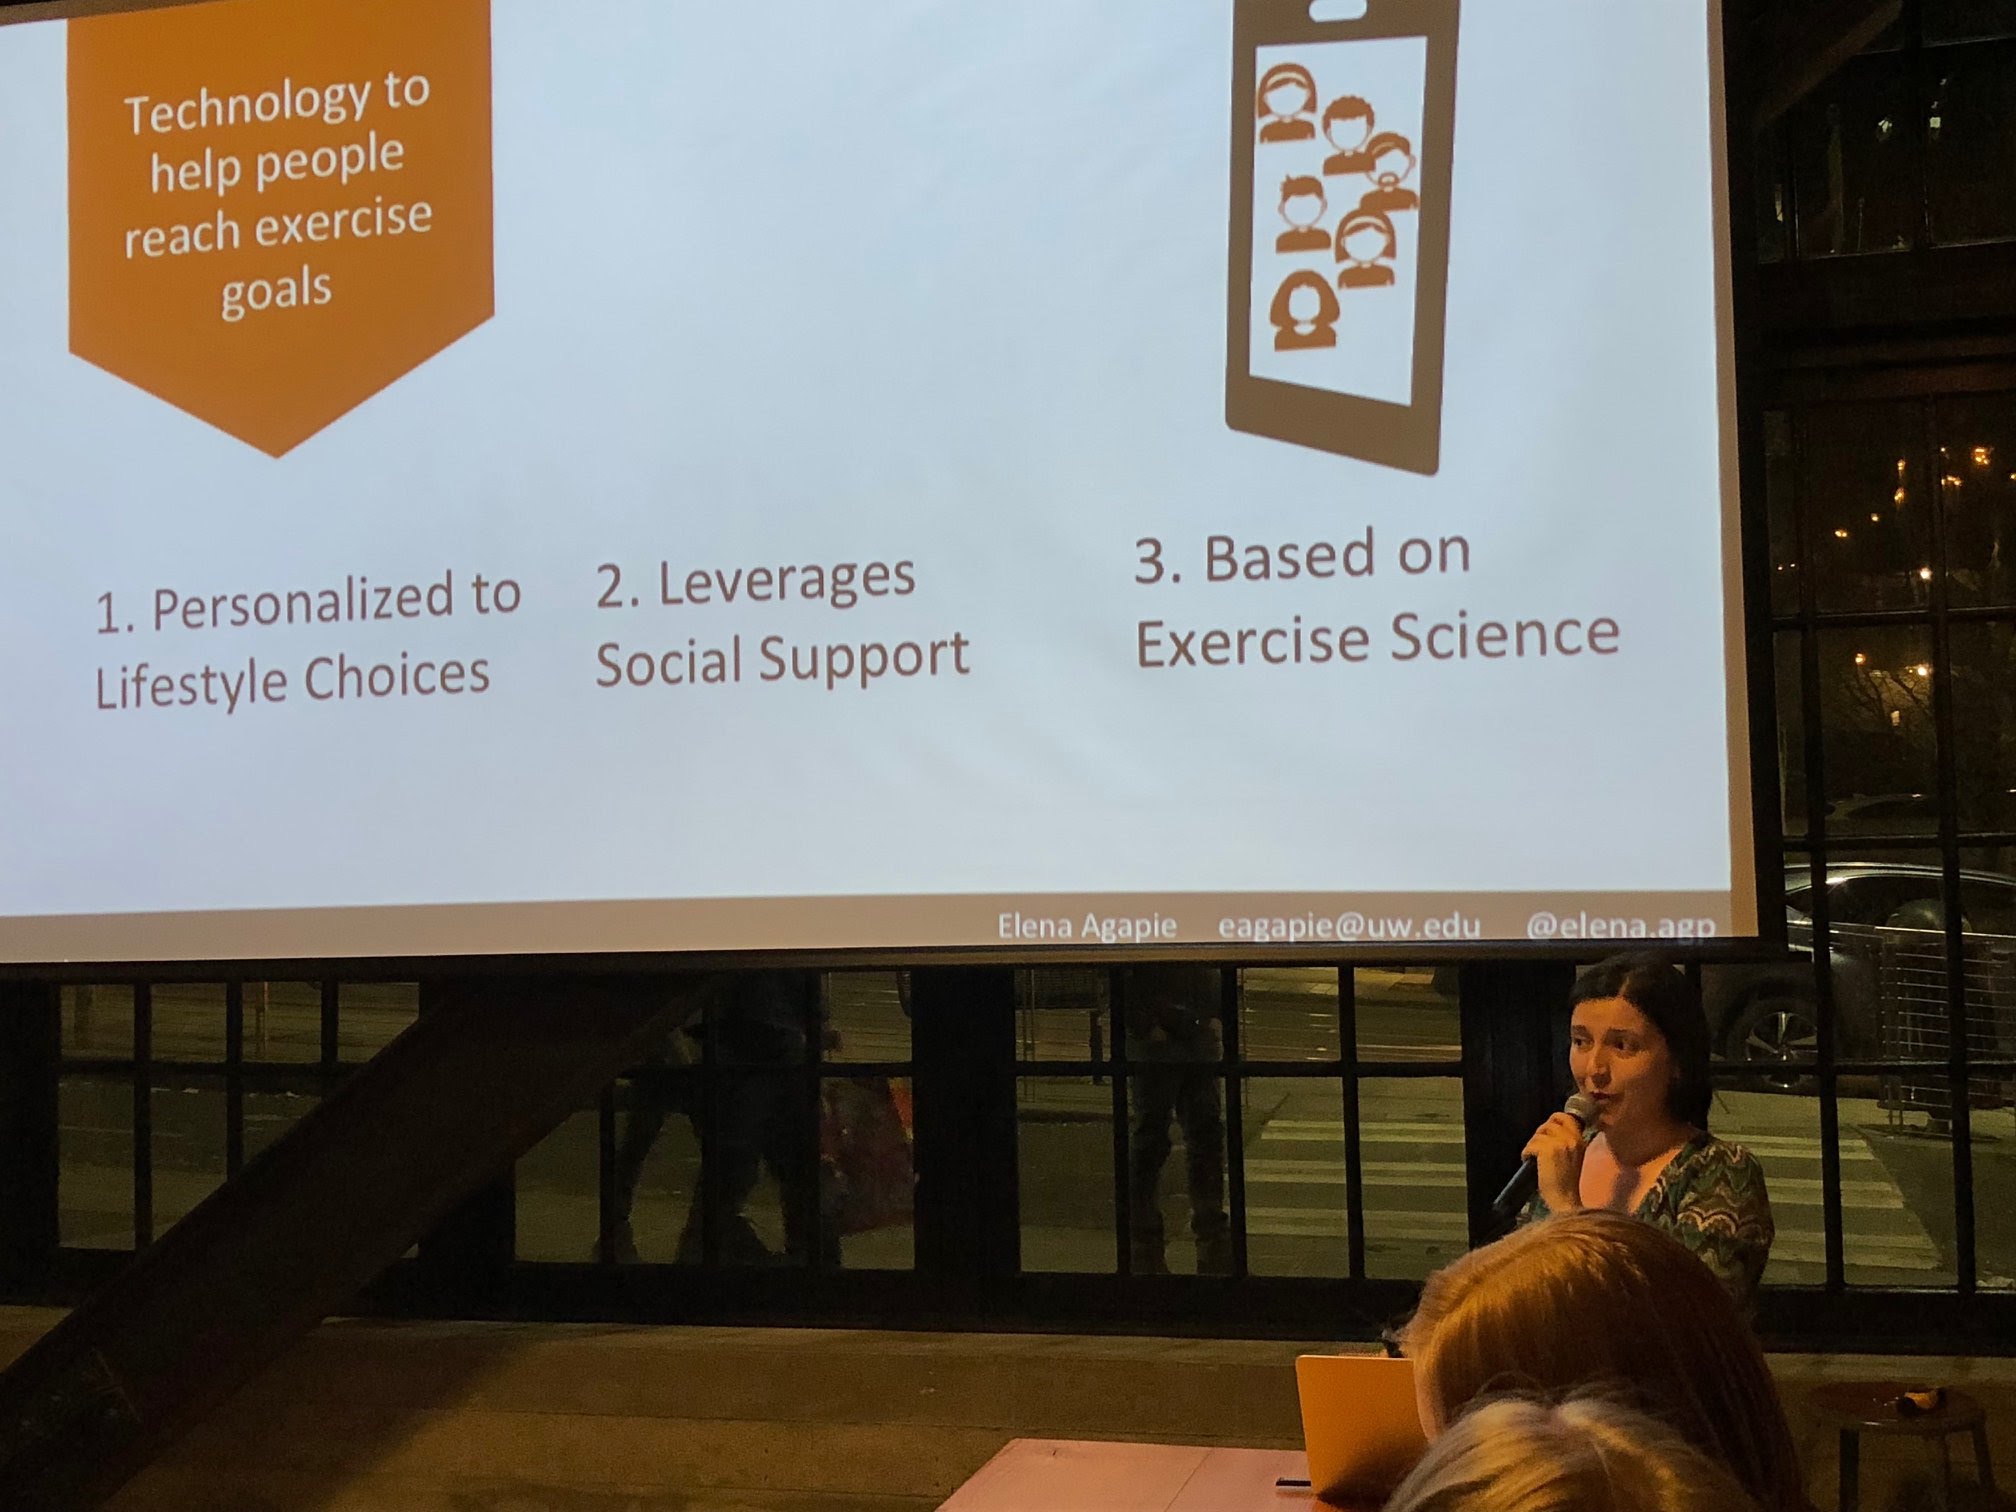 Technology to
help people
reach exercise
goals
1. Personalized to
Lifestyle Choices
2. Leverages
Social Support
3. Based on
Exercise Science
Elena Agapie eagapie@uw.edu @elena.agp